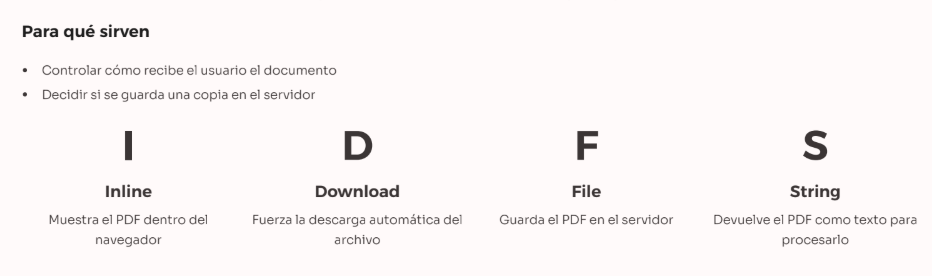 Para qué sirven
• Controlar cómo recibe el usuario el documento
• Decidir si se guarda una copia en el servidor
I
Inline
Muestra el PDF dentro del
navegador
D
Download
Fuerza la descarga automática del
archivo
F
File
Guarda el PDF en el servidor
S
String
Devuelve el PDF como texto para
procesarlo